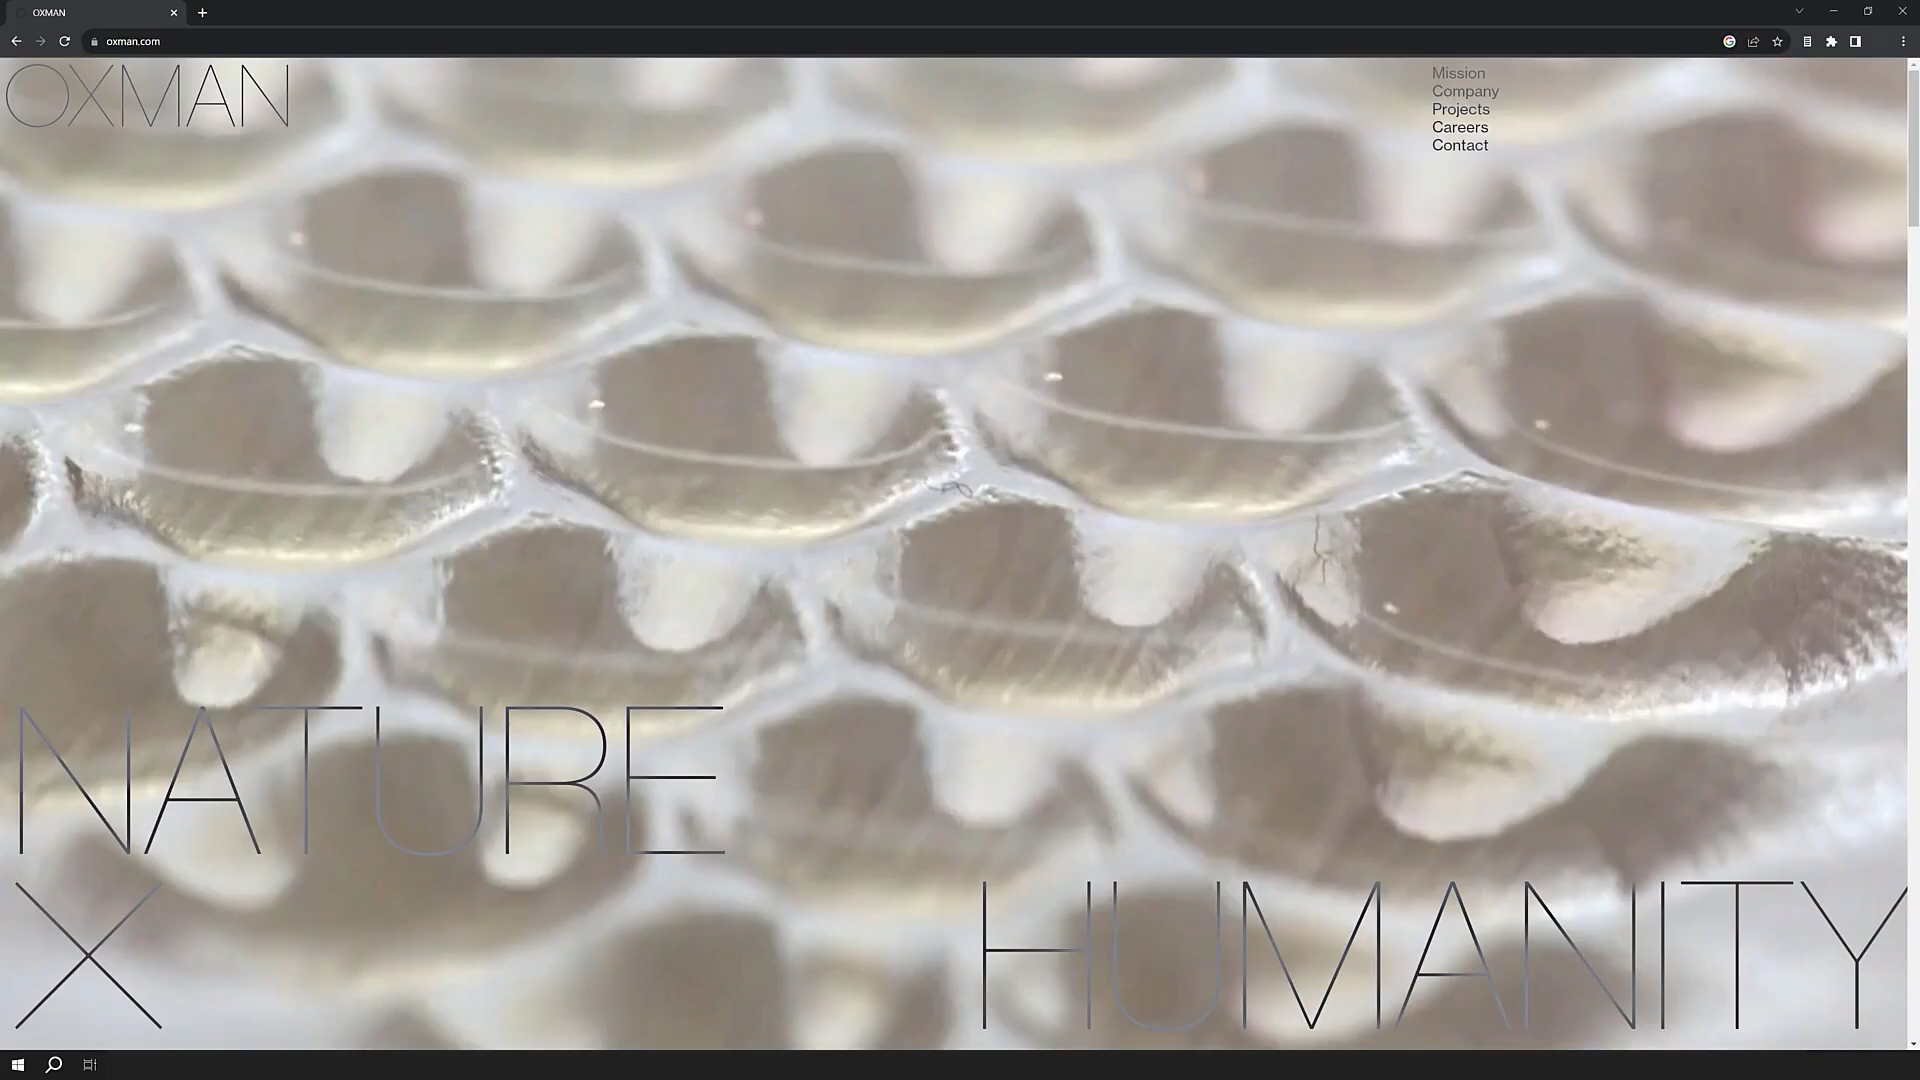 OXMAN
oxman.com
OXMAN
Mission
Company
Projects
Careers
Contact
NATURE
X HUMANITY